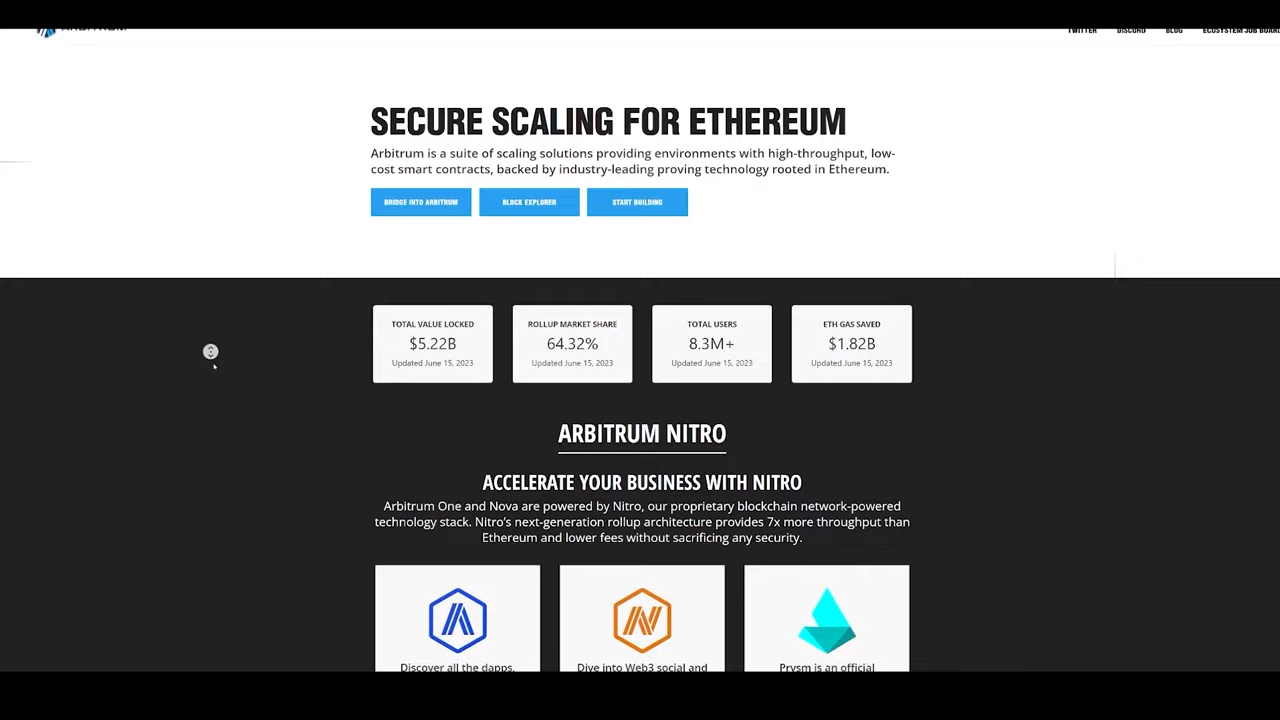 ARBITRUM
TWITTER DISCORD BLOG ECOSYSTEM JOB BOARD
SECURE SCALING FOR ETHEREUM
Arbitrum is a suite of scaling solutions providing environments with high-throughput, low-
cost smart contracts, backed by industry-leading proving technology rooted in Ethereum.
BRIDGE INTO ARBITRUM BLOCK EXPLORER START BUILDING
TOTAL VALUE LOCKED ROLLUP MARKET SHARE TOTAL USERS ETH GAS SAVED
$5.22B 64.32% 8.3M+ $1.82B
Updated June 15, 2023 Updated June 15, 2023 Updated June 15, 2023 Updated June 15, 2023
ARBITRUM NITRO
ACCELERATE YOUR BUSINESS WITH NITRO
Arbitrum One and Nova are powered by Nitro, our proprietary blockchain network-powered
technology stack. Nitro’s next-generation rollup architecture provides 7x more throughput than
Ethereum and lower fees without sacrificing any security.
Discover all the dapps, Dive into Web3 social and Prysm is an official